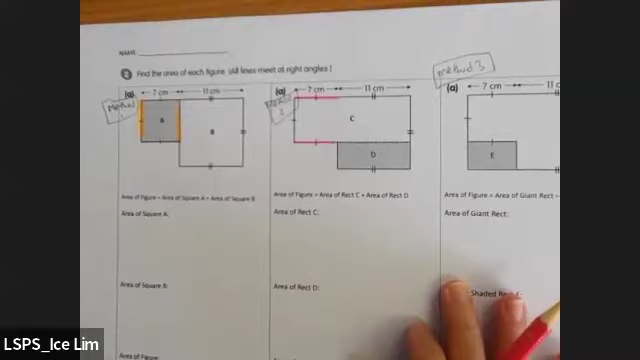 NAME
2 Find the area of each figure. (All lines meet at right angles)
(a) 7 cm 11 cm
Method
A
B
Area of Figure = Area of Square A + Area of Square B
Area of Square A:
Area of Square B:
Area of Figure
(a) 7 cm 11 cm
Method 2
C
D
Area of Figure = Area of Rect C + Area of Rect D
Area of Rect C:
Area of Rect D:
method 3
(a) 7 cm 11 c
E
Area of Figure = Area of Giant Rect -
Area of Giant Rect:
Shaded Rect E:
LSPS_Ice Lim